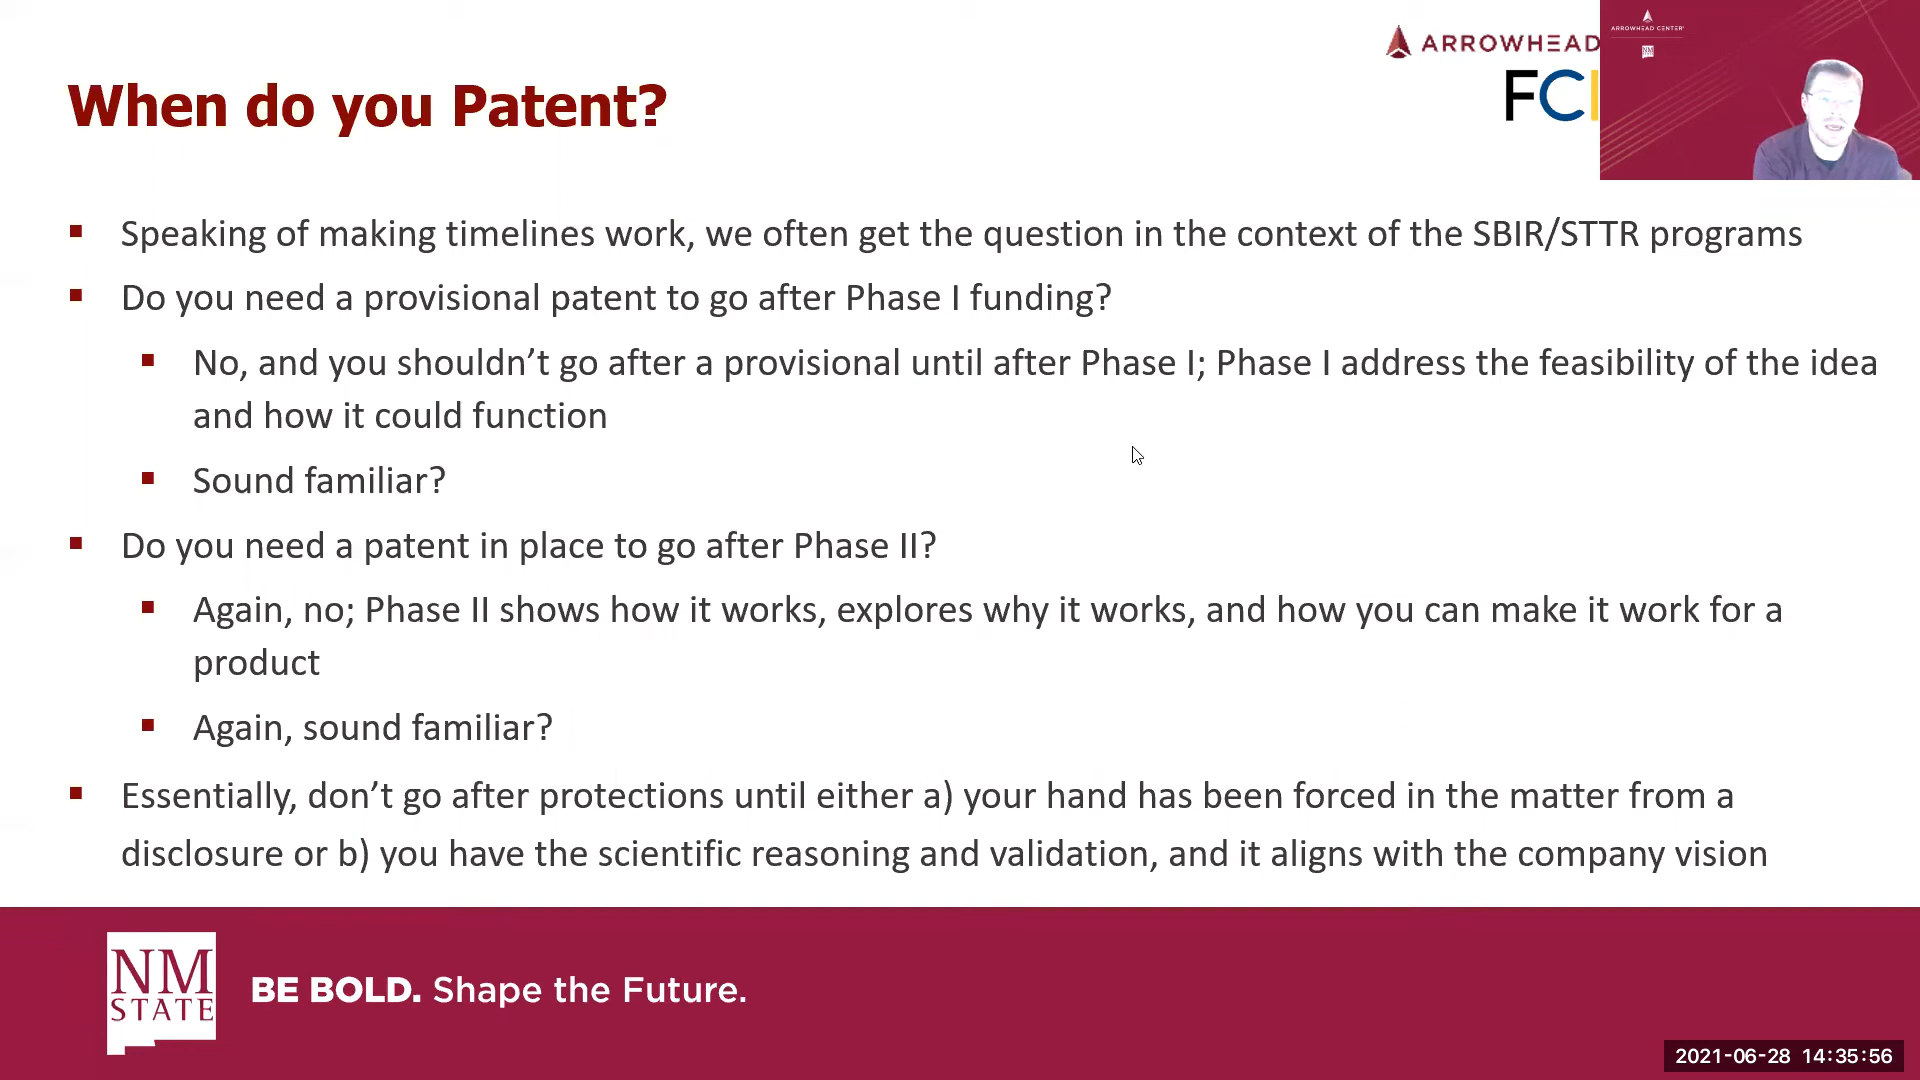 ARROWHEAD
ARROWHEAD CENTER
NM
FC
When do you Patent?
Speaking of making timelines work, we often get the question in the context of the SBIR/STTR programs
Do you need a provisional patent to go after Phase I funding?
No, and you shouldn’t go after a provisional until after Phase I; Phase I address the feasibility of the idea
and how it could function
Sound familiar?
Do you need a patent in place to go after Phase II?
Again, no; Phase II shows how it works, explores why it works, and how you can make it work for a
product
Again, sound familiar?
Essentially, don’t go after protections until either a) your hand has been forced in the matter from a
disclosure or b) you have the scientific reasoning and validation, and it aligns with the company vision
NM
STATE
BE BOLD. Shape the Future.
2021-06-28 14:35:56